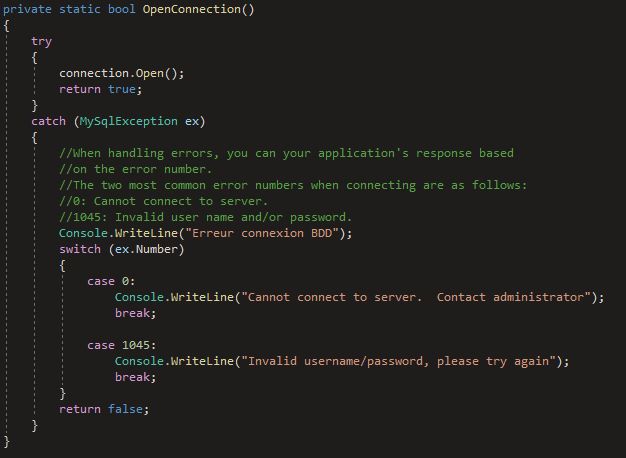 private static bool OpenConnection()
{
    try
    {
        connection.Open();
        return true;
    }
    catch (MySqlException ex)
    {
        //When handling errors, you can your application's response based
        //on the error number.
        //The two most common error numbers when connecting are as follows:
        //0: Cannot connect to server.
        //1045: Invalid user name and/or password.
        Console.WriteLine("Erreur connexion BDD");
        switch (ex.Number)
        {
            case 0:
                Console.WriteLine("Cannot connect to server.  Contact administrator");
                break;

            case 1045:
                Console.WriteLine("Invalid username/password, please try again");
                break;
        }
        return false;
    }
}